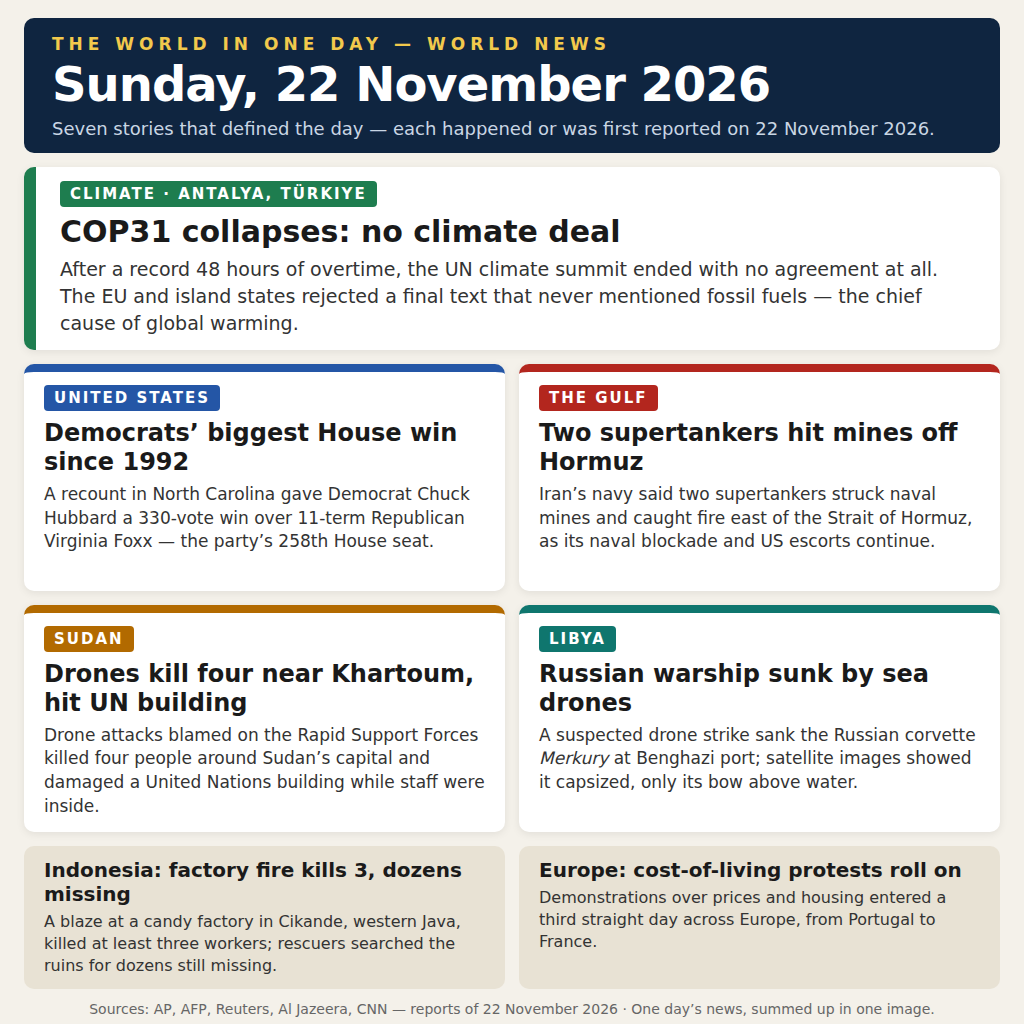 THE WORLD IN ONE DAY — WORLD NEWS
Sunday, 22 November 2026
Seven stories that defined the day — each happened or was first reported on 22 November 2026.
CLIMATE · ANTALYA, TÜRKIYE
COP31 collapses: no climate deal
After a record 48 hours of overtime, the UN climate summit ended with no agreement at all.
The EU and island states rejected a final text that never mentioned fossil fuels — the chief
cause of global warming.
UNITED STATES
Democrats’ biggest House win
since 1992
A recount in North Carolina gave Democrat Chuck
Hubbard a 330-vote win over 11-term Republican
Virginia Foxx — the party’s 258th House seat.
THE GULF
Two supertankers hit mines off
Hormuz
Iran’s navy said two supertankers struck naval
mines and caught fire east of the Strait of Hormuz,
as its naval blockade and US escorts continue.
SUDAN
Drones kill four near Khartoum,
hit UN building
Drone attacks blamed on the Rapid Support Forces
killed four people around Sudan’s capital and
damaged a United Nations building while staff were
inside.
LIBYA
Russian warship sunk by sea
drones
A suspected drone strike sank the Russian corvette
Merkury at Benghazi port; satellite images showed
it capsized, only its bow above water.
Indonesia: factory fire kills 3, dozens
missing
A blaze at a candy factory in Cikande, western Java,
killed at least three workers; rescuers searched the
ruins for dozens still missing.
Europe: cost-of-living protests roll on
Demonstrations over prices and housing entered a
third straight day across Europe, from Portugal to
France.
Sources: AP, AFP, Reuters, Al Jazeera, CNN — reports of 22 November 2026 · One day’s news, summed up in one image.